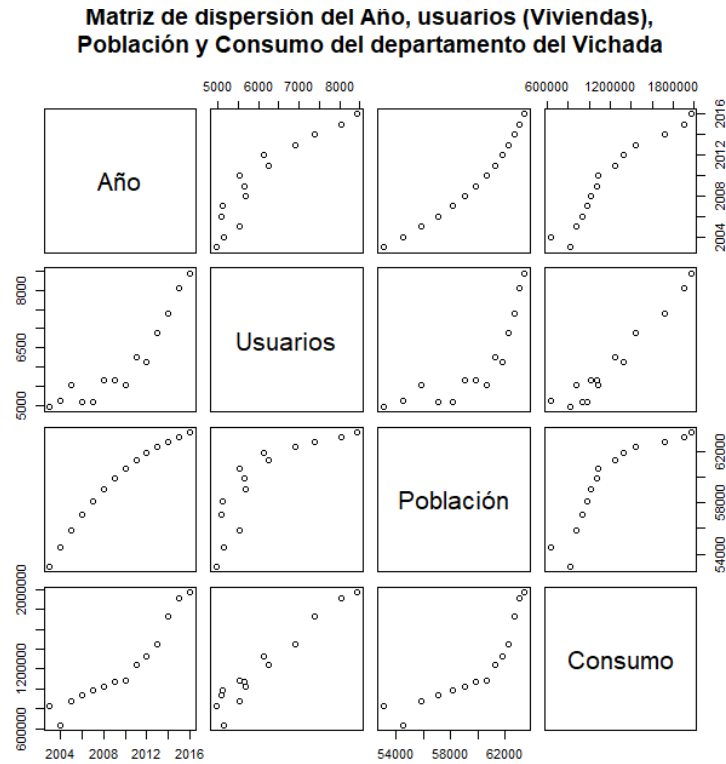 Matriz de dispersión del Año, usuarios (Viviendas),
Población y Consumo del departamento del Vichada
5000 6000 7000 8000
600000 1200000 1800000
Año
2004 2008 2012 2016
5000 6500 8000
Usuarios
Población
54000 58000 62000
600000 1200000 2000000
Consumo
2004 2008 2012 2016
54000 58000 62000